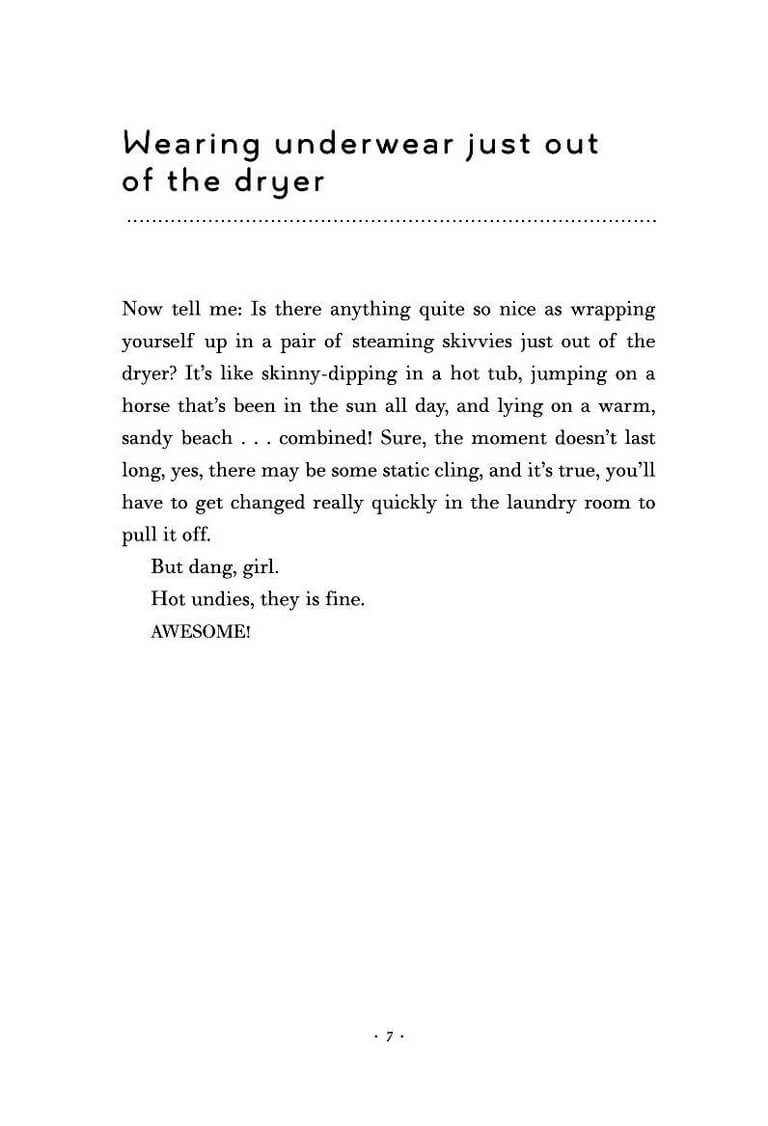 Wearing underwear just out
of the dryer
Now tell me: Is there anything quite so nice as wrapping
yourself up in a pair of steaming skivvies just out of the
dryer? It’s like skinny-dipping in a hot tub, jumping on a
horse that’s been in the sun all day, and lying on a warm,
sandy beach . . . combined! Sure, the moment doesn’t last
long, yes, there may be some static cling, and it’s true, you’ll
have to get changed really quickly in the laundry room to
pull it off.
But dang, girl.
Hot undies, they is fine.
AWESOME!
· 7 ·